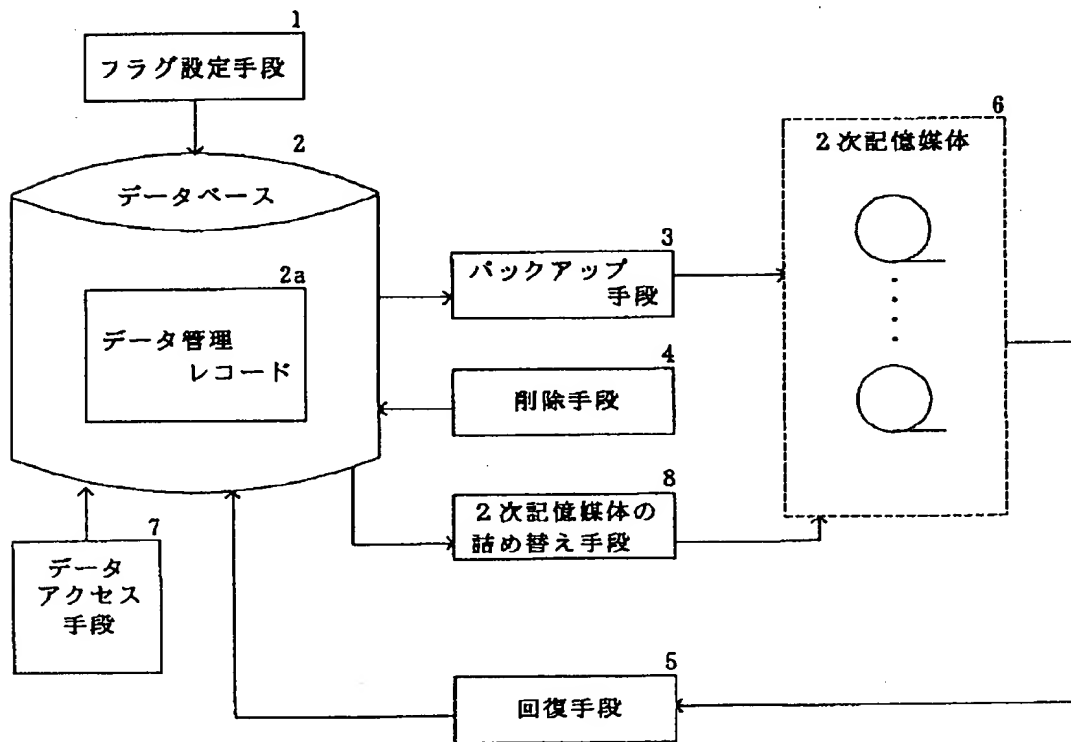 1
フラグ設定手段
2
データベース
2a
データ管理
レコード
3
バックアップ
手段
4
削除手段
8
2次記憶媒体の
詰め替え手段
6
2次記憶媒体
7
データ
アクセス
手段
5
回復手段